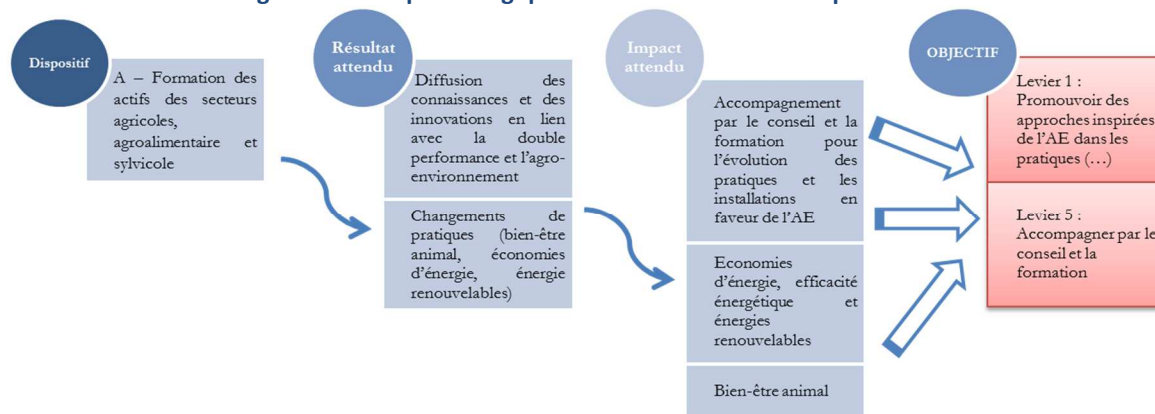 Dispositif
A – Formation des
actifs des secteurs
agricoles,
agroalimentaire et
sylvicole
Résultat
attendu
Diffusion des
connaissances et des
innovations en lien
avec la double
performance et l'agro-
environnement
Changements de
pratiques (bien-être
animal, économies
d'énergie, énergie
renouvelables)
Impact
attendu
Accompagnement
par le conseil et la
formation pour
l'évolution des
pratiques et les
installations en
faveur de l'AE
Economies
d'énergie, efficacité
énergétique et
énergies
renouvelables
Bien-être animal
OBJECTIF
Levier 1 :
Promouvoir des
approches inspirées
de l'AE dans les
pratiques (…)
Levier 5 :
Accompagner par le
conseil et la
formation